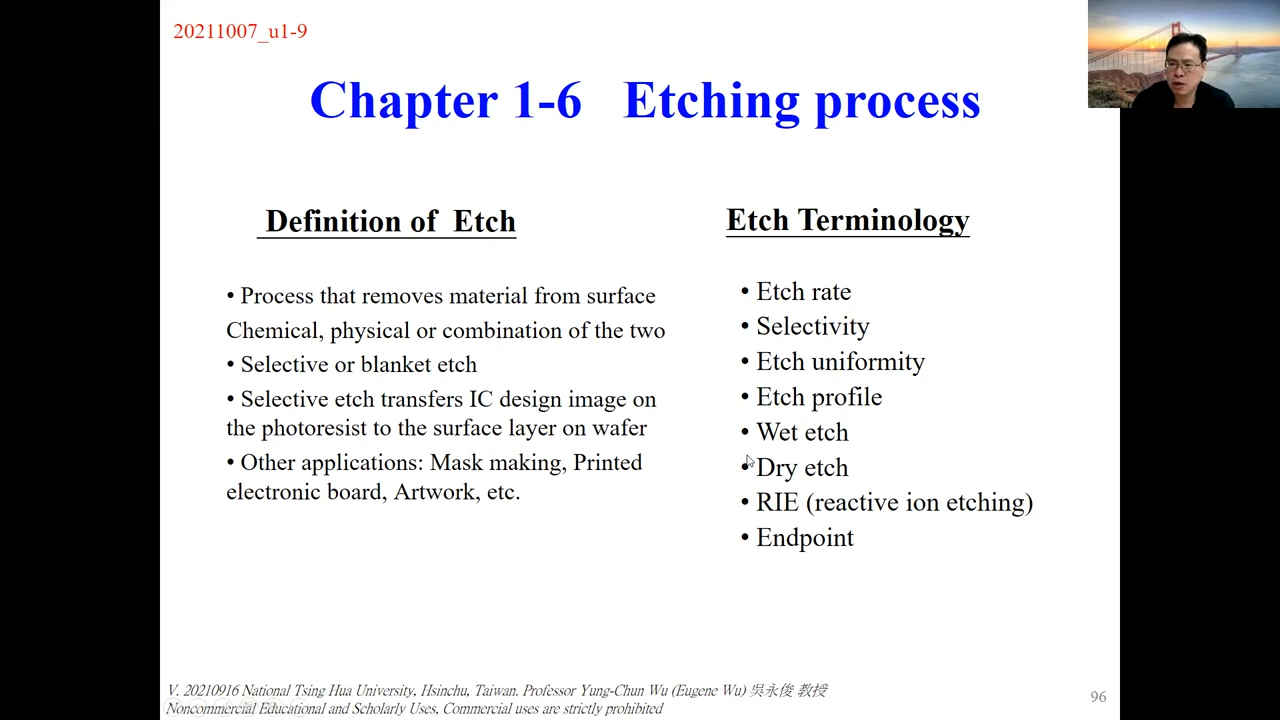 20211007_u1-9
Chapter 1-6 Etching process
Definition of Etch
• Process that removes material from surface
Chemical, physical or combination of the two
• Selective or blanket etch
• Selective etch transfers IC design image on
the photoresist to the surface layer on wafer
• Other applications: Mask making, Printed
electronic board, Artwork, etc.
Etch Terminology
• Etch rate
• Selectivity
• Etch uniformity
• Etch profile
• Wet etch
• Dry etch
• RIE (reactive ion etching)
• Endpoint
V. 20210916 National Tsing Hua University, Hsinchu, Taiwan. Professor Yung-Chun Wu (Eugene Wu) 吳永俊 教授
Noncommercial Educational and Scholarly Uses, Commercial uses are strictly prohibited
96